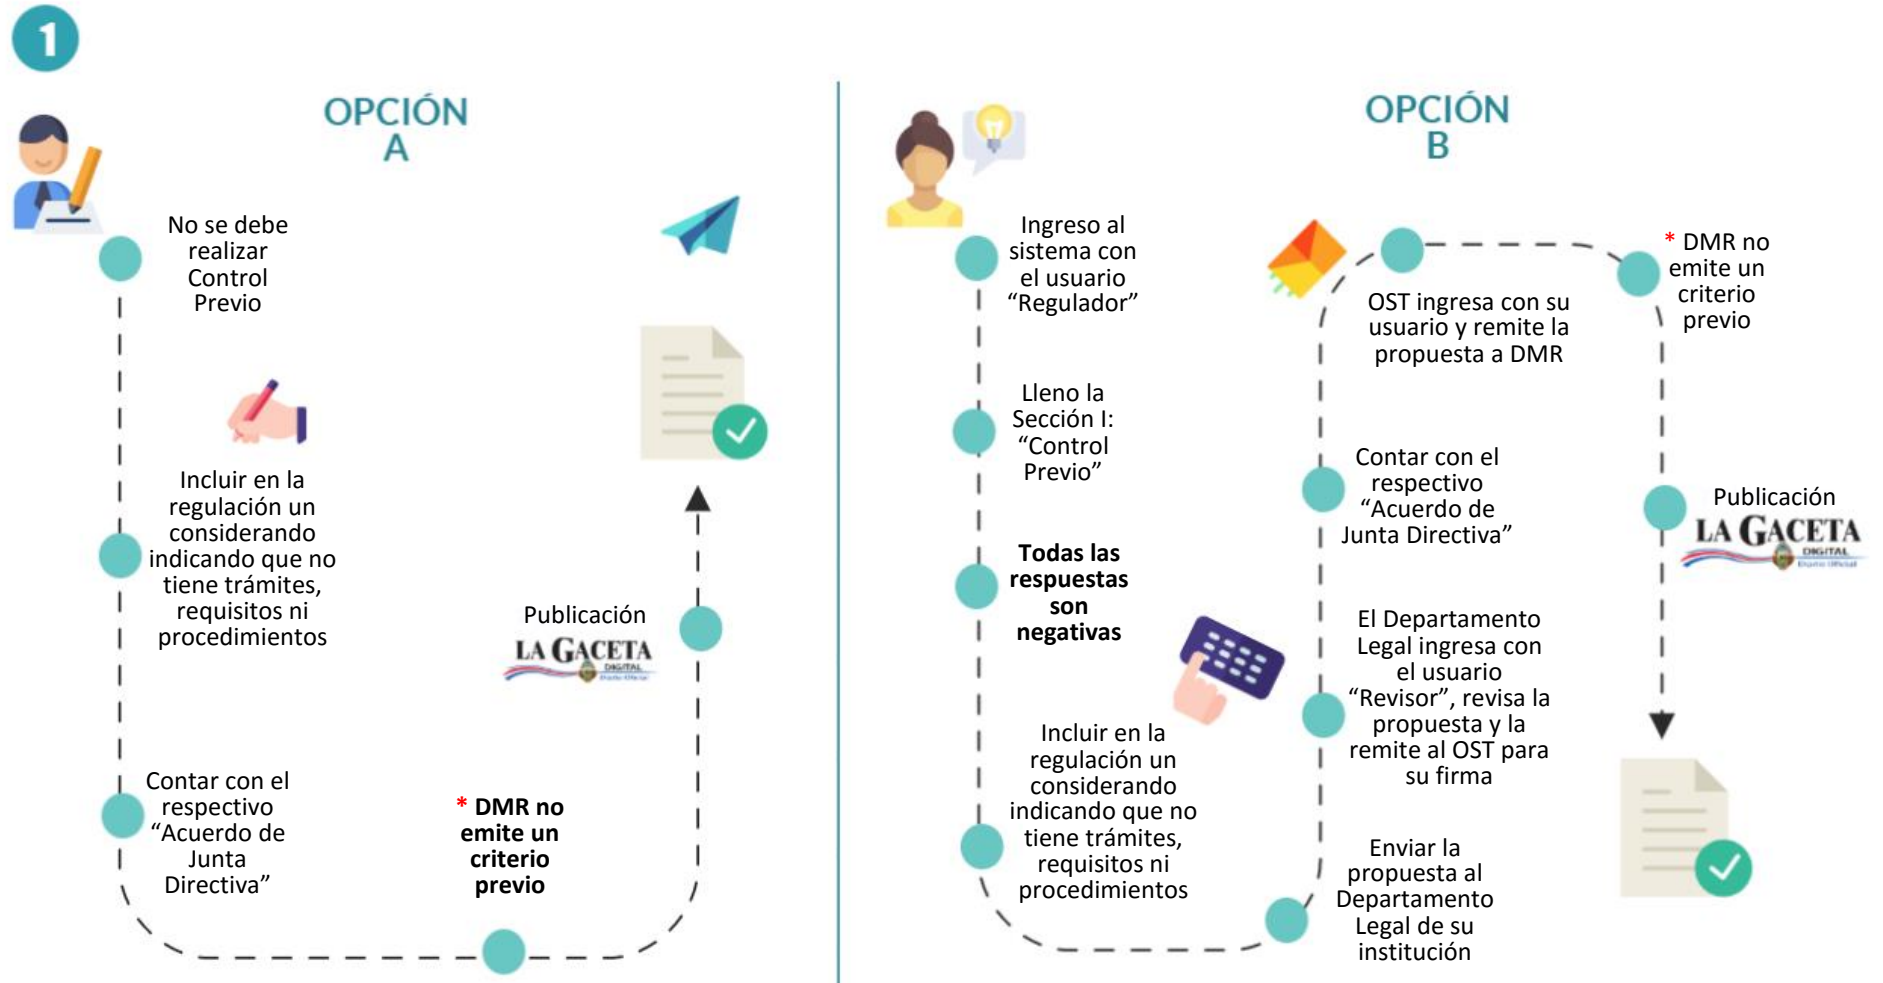 1
OPCIÓN
A
No se debe
realizar
Control
Previo
Incluir en la
regulación un
considerando
indicando que no
tiene trámites,
requisitos ni
procedimientos
Contar con el
respectivo
“Acuerdo de
Junta
Directiva”
* DMR no
emite un
criterio
previo
Publicación
LA GACETA
DIGITAL
Diario Oficial
OPCIÓN
B
Ingreso al
sistema con
el usuario
“Regulador”
Lleno la
Sección I:
“Control
Previo”
Todas las
respuestas
son
negativas
Incluir en la
regulación un
considerando
indicando que no
tiene trámites,
requisitos ni
procedimientos
Enviar la
propuesta al
Departamento
Legal de su
institución
El Departamento
Legal ingresa con
el usuario
“Revisor”, revisa la
propuesta y la
remite al OST para
su firma
Contar con el
respectivo
“Acuerdo de
Junta Directiva”
OST ingresa con su
usuario y remite la
propuesta a DMR
* DMR no
emite un
criterio
previo
Publicación
LA GACETA
DIGITAL
Diario Oficial